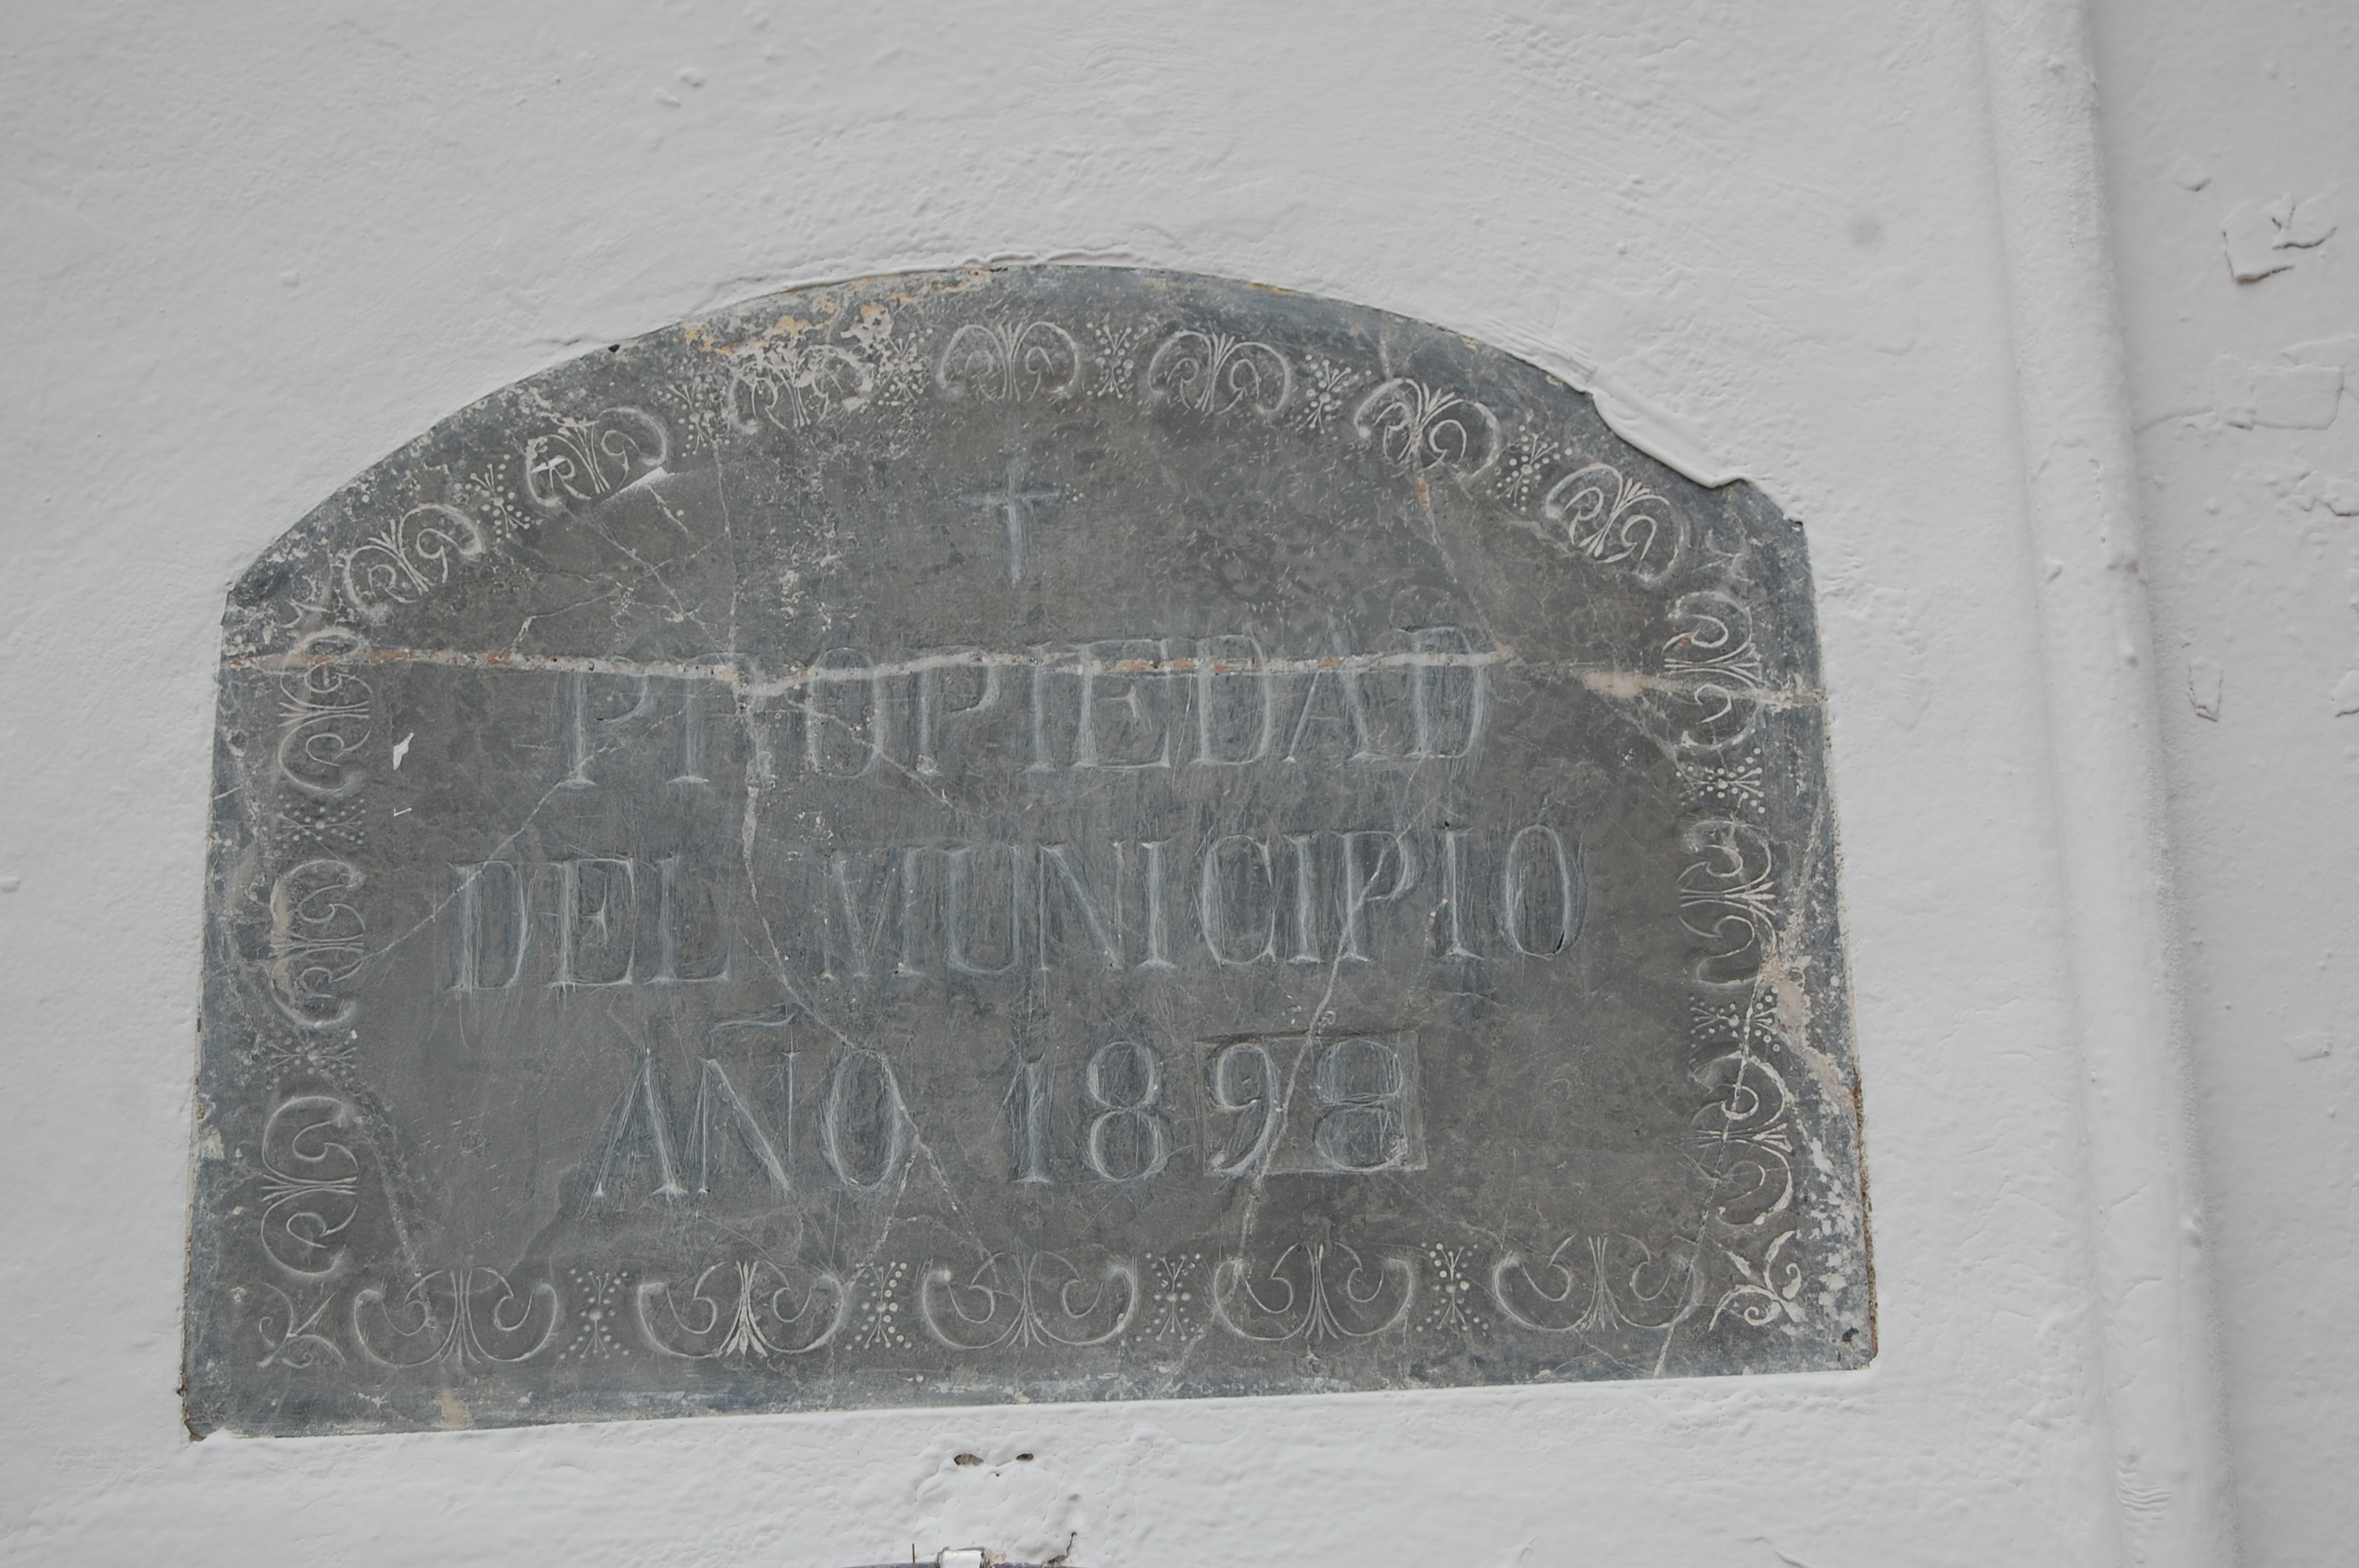 PROPIEDAD
DEL MUNICIPIO
AÑO 1898